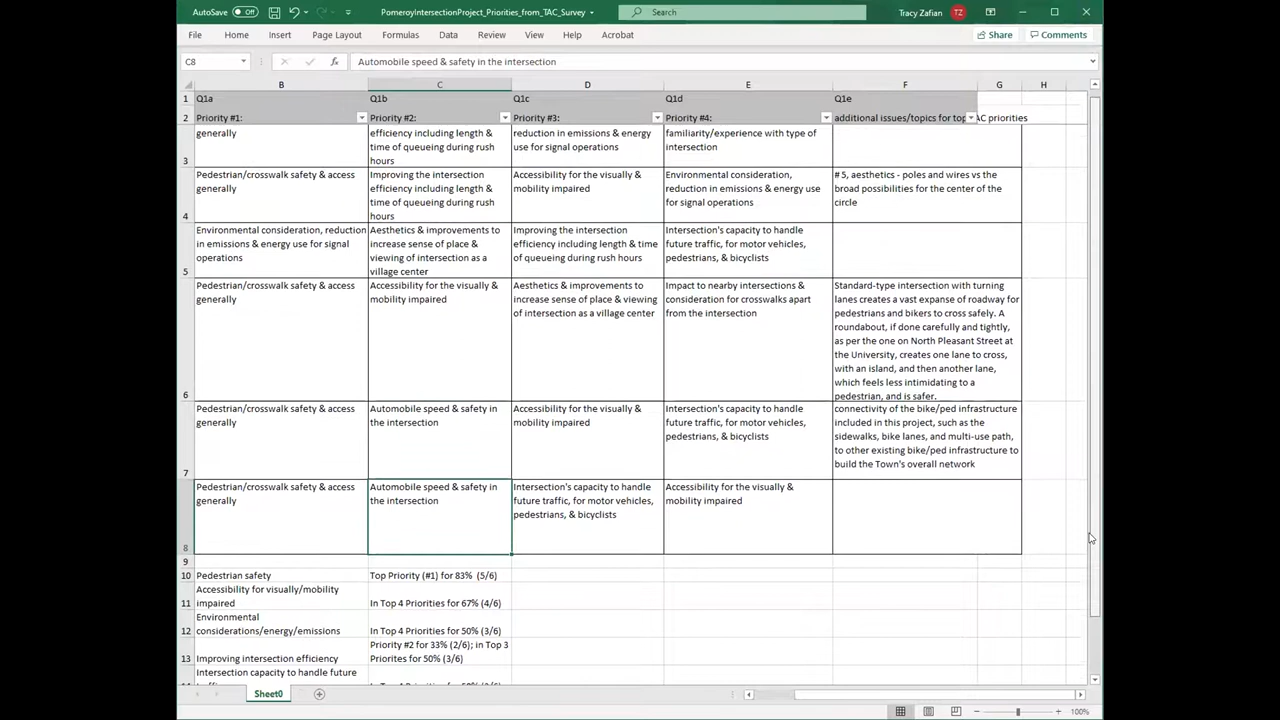 AutoSave Off PomeroyIntersectionProject_Priorities_from_TAC_Survey Search Tracy Zafian TZ
File Home Insert Page Layout Formulas Data Review View Help Acrobat Share Comments
C8 fx Automobile speed & safety in the intersection
B C D E F G H
1 Q1a Q1b Q1c Q1d Q1e
2 Priority #1: Priority #2: Priority #3: Priority #4: additional issues/topics for top AC priorities
3
generally
efficiency including length &
time of queueing during rush
hours
reduction in emissions & energy
use for signal operations
familiarity/experience with type of
intersection
4
Pedestrian/crosswalk safety & access
generally
Improving the intersection
efficiency including length &
time of queueing during rush
hours
Accessibility for the visually &
mobility impaired
Environmental consideration,
reduction in emissions & energy use
for signal operations
# 5, aesthetics - poles and wires vs the
broad possibilities for the center of the
circle
5
Environmental consideration, reduction
in emissions & energy use for signal
operations
Aesthetics & improvements to
increase sense of place &
viewing of intersection as a
village center
Improving the intersection
efficiency including length & time
of queueing during rush hours
Intersection's capacity to handle
future traffic, for motor vehicles,
pedestrians, & bicyclists
6
Pedestrian/crosswalk safety & access
generally
Accessibility for the visually &
mobility impaired
Aesthetics & improvements to
increase sense of place & viewing
of intersection as a village center
Impact to nearby intersections &
consideration for crosswalks apart
from the intersection
Standard-type intersection with turning
lanes creates a vast expanse of roadway for
pedestrians and bikers to cross safely. A
roundabout, if done carefully and tightly,
as per the one on North Pleasant Street at
the University, creates one lane to cross,
with an island, and then another lane,
which feels less intimidating to a
pedestrian, and is safer.
7
Pedestrian/crosswalk safety & access
generally
Automobile speed & safety in
the intersection
Accessibility for the visually &
mobility impaired
Intersection's capacity to handle
future traffic, for motor vehicles,
pedestrians, & bicyclists
connectivity of the bike/ped infrastructure
included in this project, such as the
sidewalks, bike lanes, and multi-use path,
to other existing bike/ped infrastructure to
build the Town's overall network
8
Pedestrian/crosswalk safety & access
generally
Automobile speed & safety in
the intersection
Intersection's capacity to handle
future traffic, for motor vehicles,
pedestrians, & bicyclists
Accessibility for the visually &
mobility impaired
9
10 Pedestrian safety Top Priority (#1) for 83% (5/6)
Accessibility for visually/mobility
11 impaired In Top 4 Priorities for 67% (4/6)
Environmental
12 considerations/energy/emissions In Top 4 Priorities for 50% (3/6)
Priority #2 for 33% (2/6); in Top 3
13 Improving intersection efficiency Priorites for 50% (3/6)
Intersection capacity to handle future
Sheet0
100%